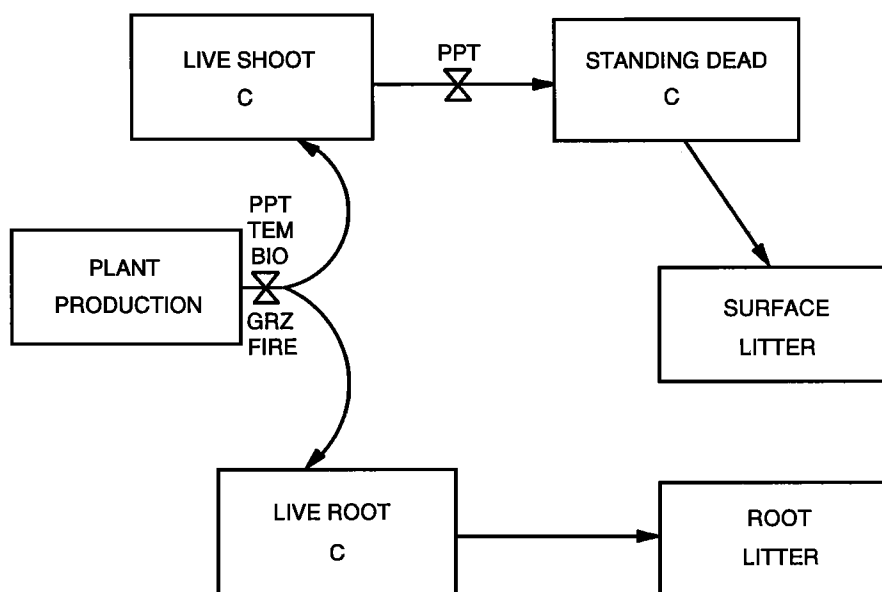 LIVE SHOOT
C
PPT
STANDING DEAD
C
PPT
TEM
BIO
PLANT
PRODUCTION
GRZ
FIRE
SURFACE
LITTER
LIVE ROOT
C
ROOT
LITTER